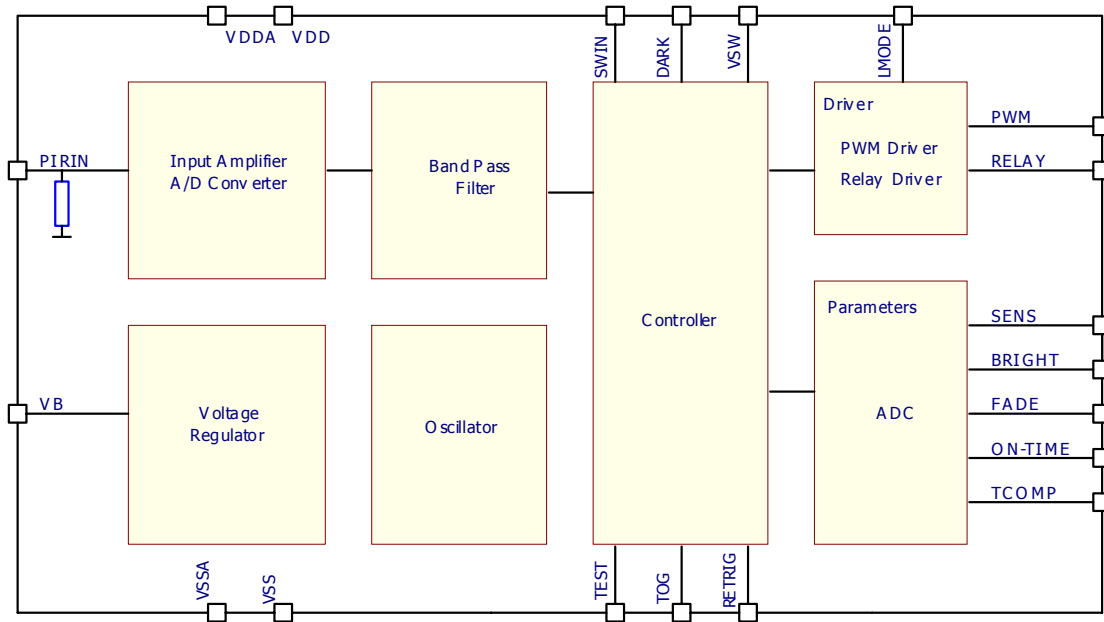 VDDA VDD
SWIN
DARK
VSW
LMODE
PIRIN
Input Amplifier
A/D Converter
Band Pass
Filter
Driver
PWM Driver
Relay Driver
PWM
RELAY
Controller
Parameters
ADC
SENS
BRIGHT
FADE
ON-TIME
TCOMP
VB
Voltage
Regulator
Oscillator
VSSA
VSS
TEST
TOG
RETRIG